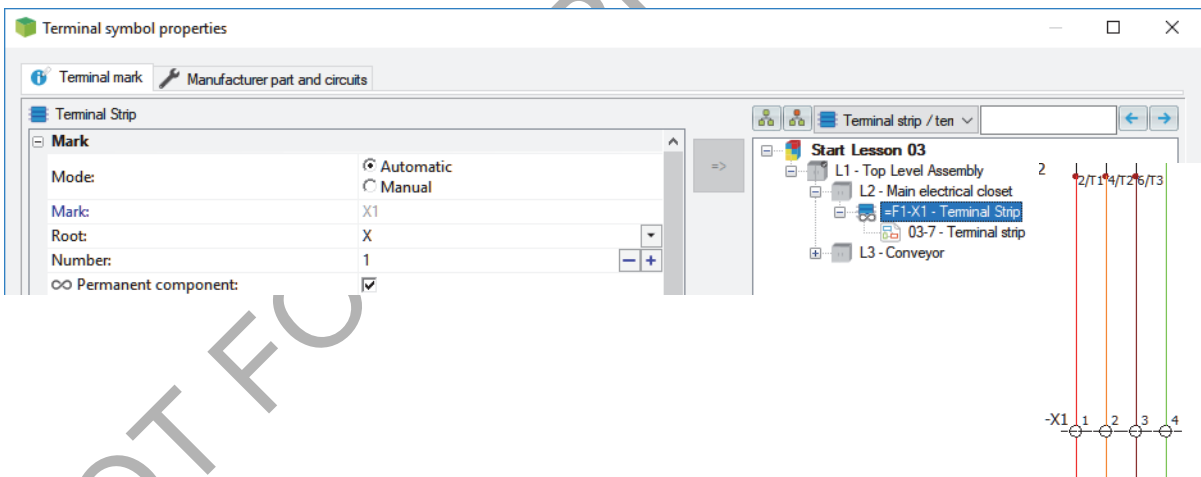 Terminal symbol properties
Terminal mark Manufacturer part and circuits
Terminal Strip
Mark
Mode: Automatic
Manual
Mark: X1
Root: X
Number: 1
Permanent component:
=>
Terminal strip / ten
Start Lesson 03
L1 - Top Level Assembly
L2 - Main electrical closet
=F1-X1 - Terminal Strip
03-7 - Terminal strip
L3 - Conveyor
2
2/T1 4/T2 6/T3
-X1 1 2 3 4
OT FO